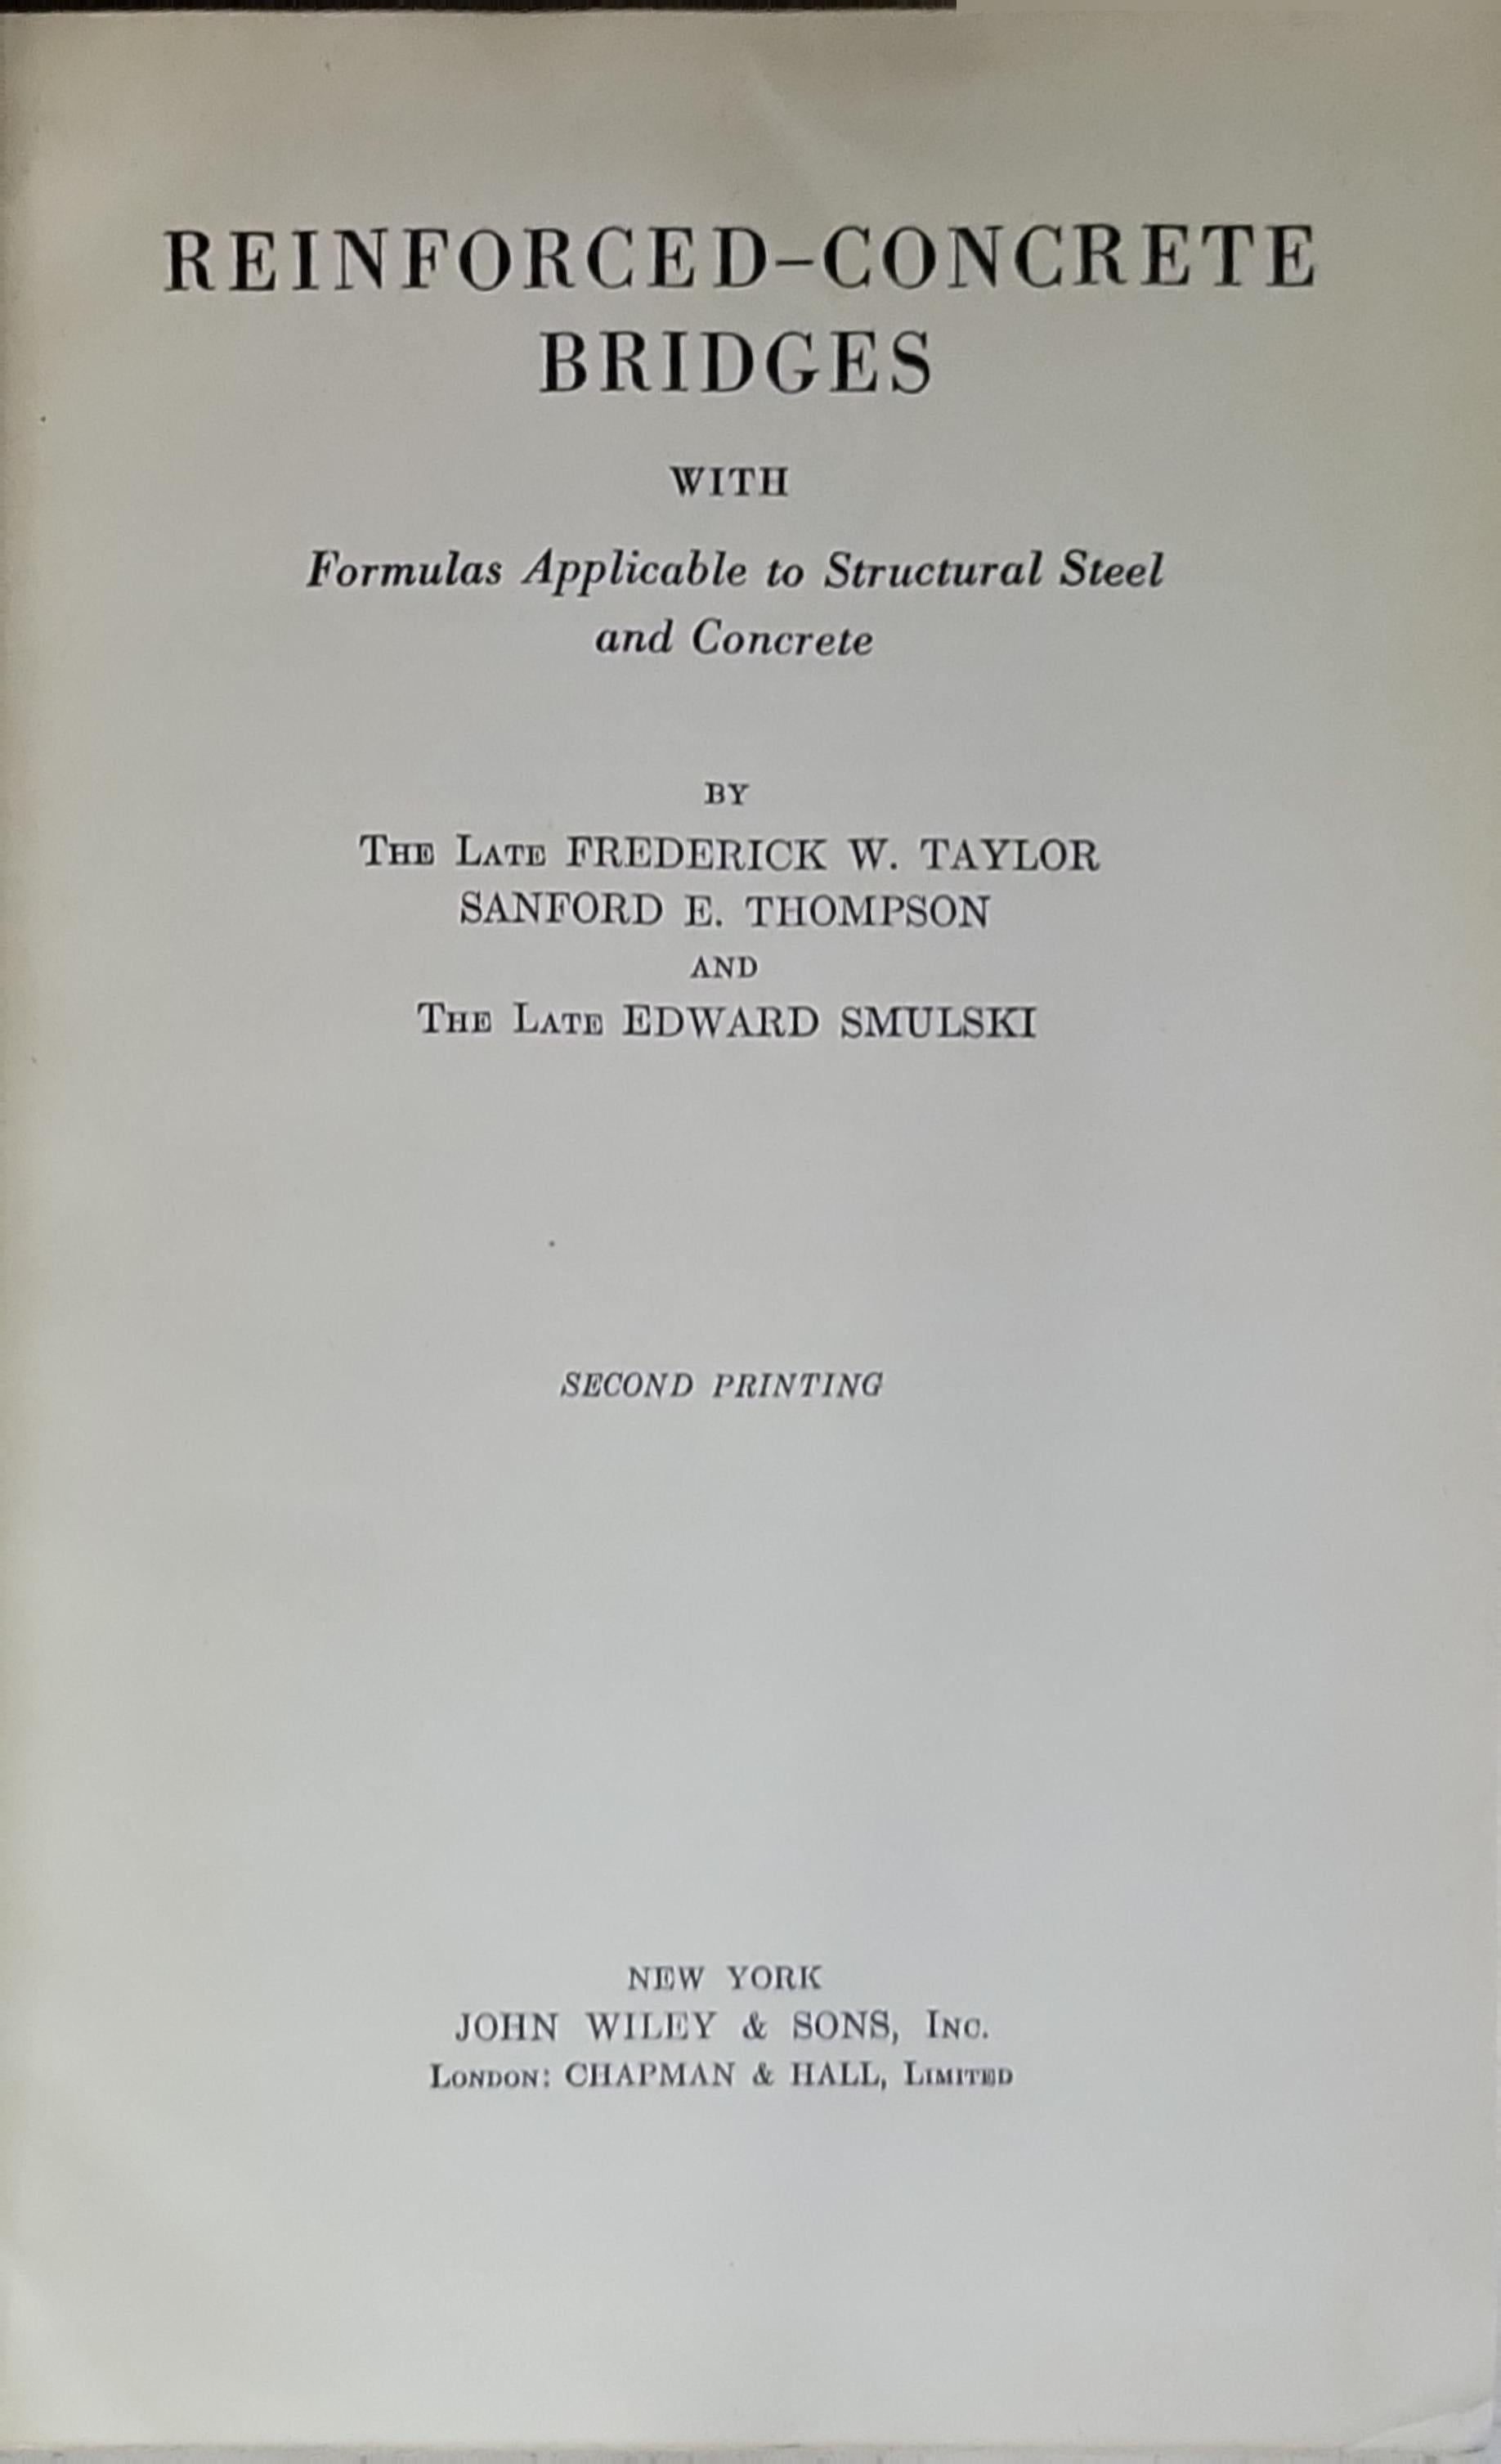 REINFORCED-CONCRETE
BRIDGES
WITH
Formulas Applicable to Structural Steel
and Concrete
BY
THE LATE FREDERICK W. TAYLOR
SANFORD E. THOMPSON
AND
THE LATE EDWARD SMULSKI
SECOND PRINTING
NEW YORK
JOHN WILEY & SONS, INC.
LONDON: CHAPMAN & HALL, LIMITED